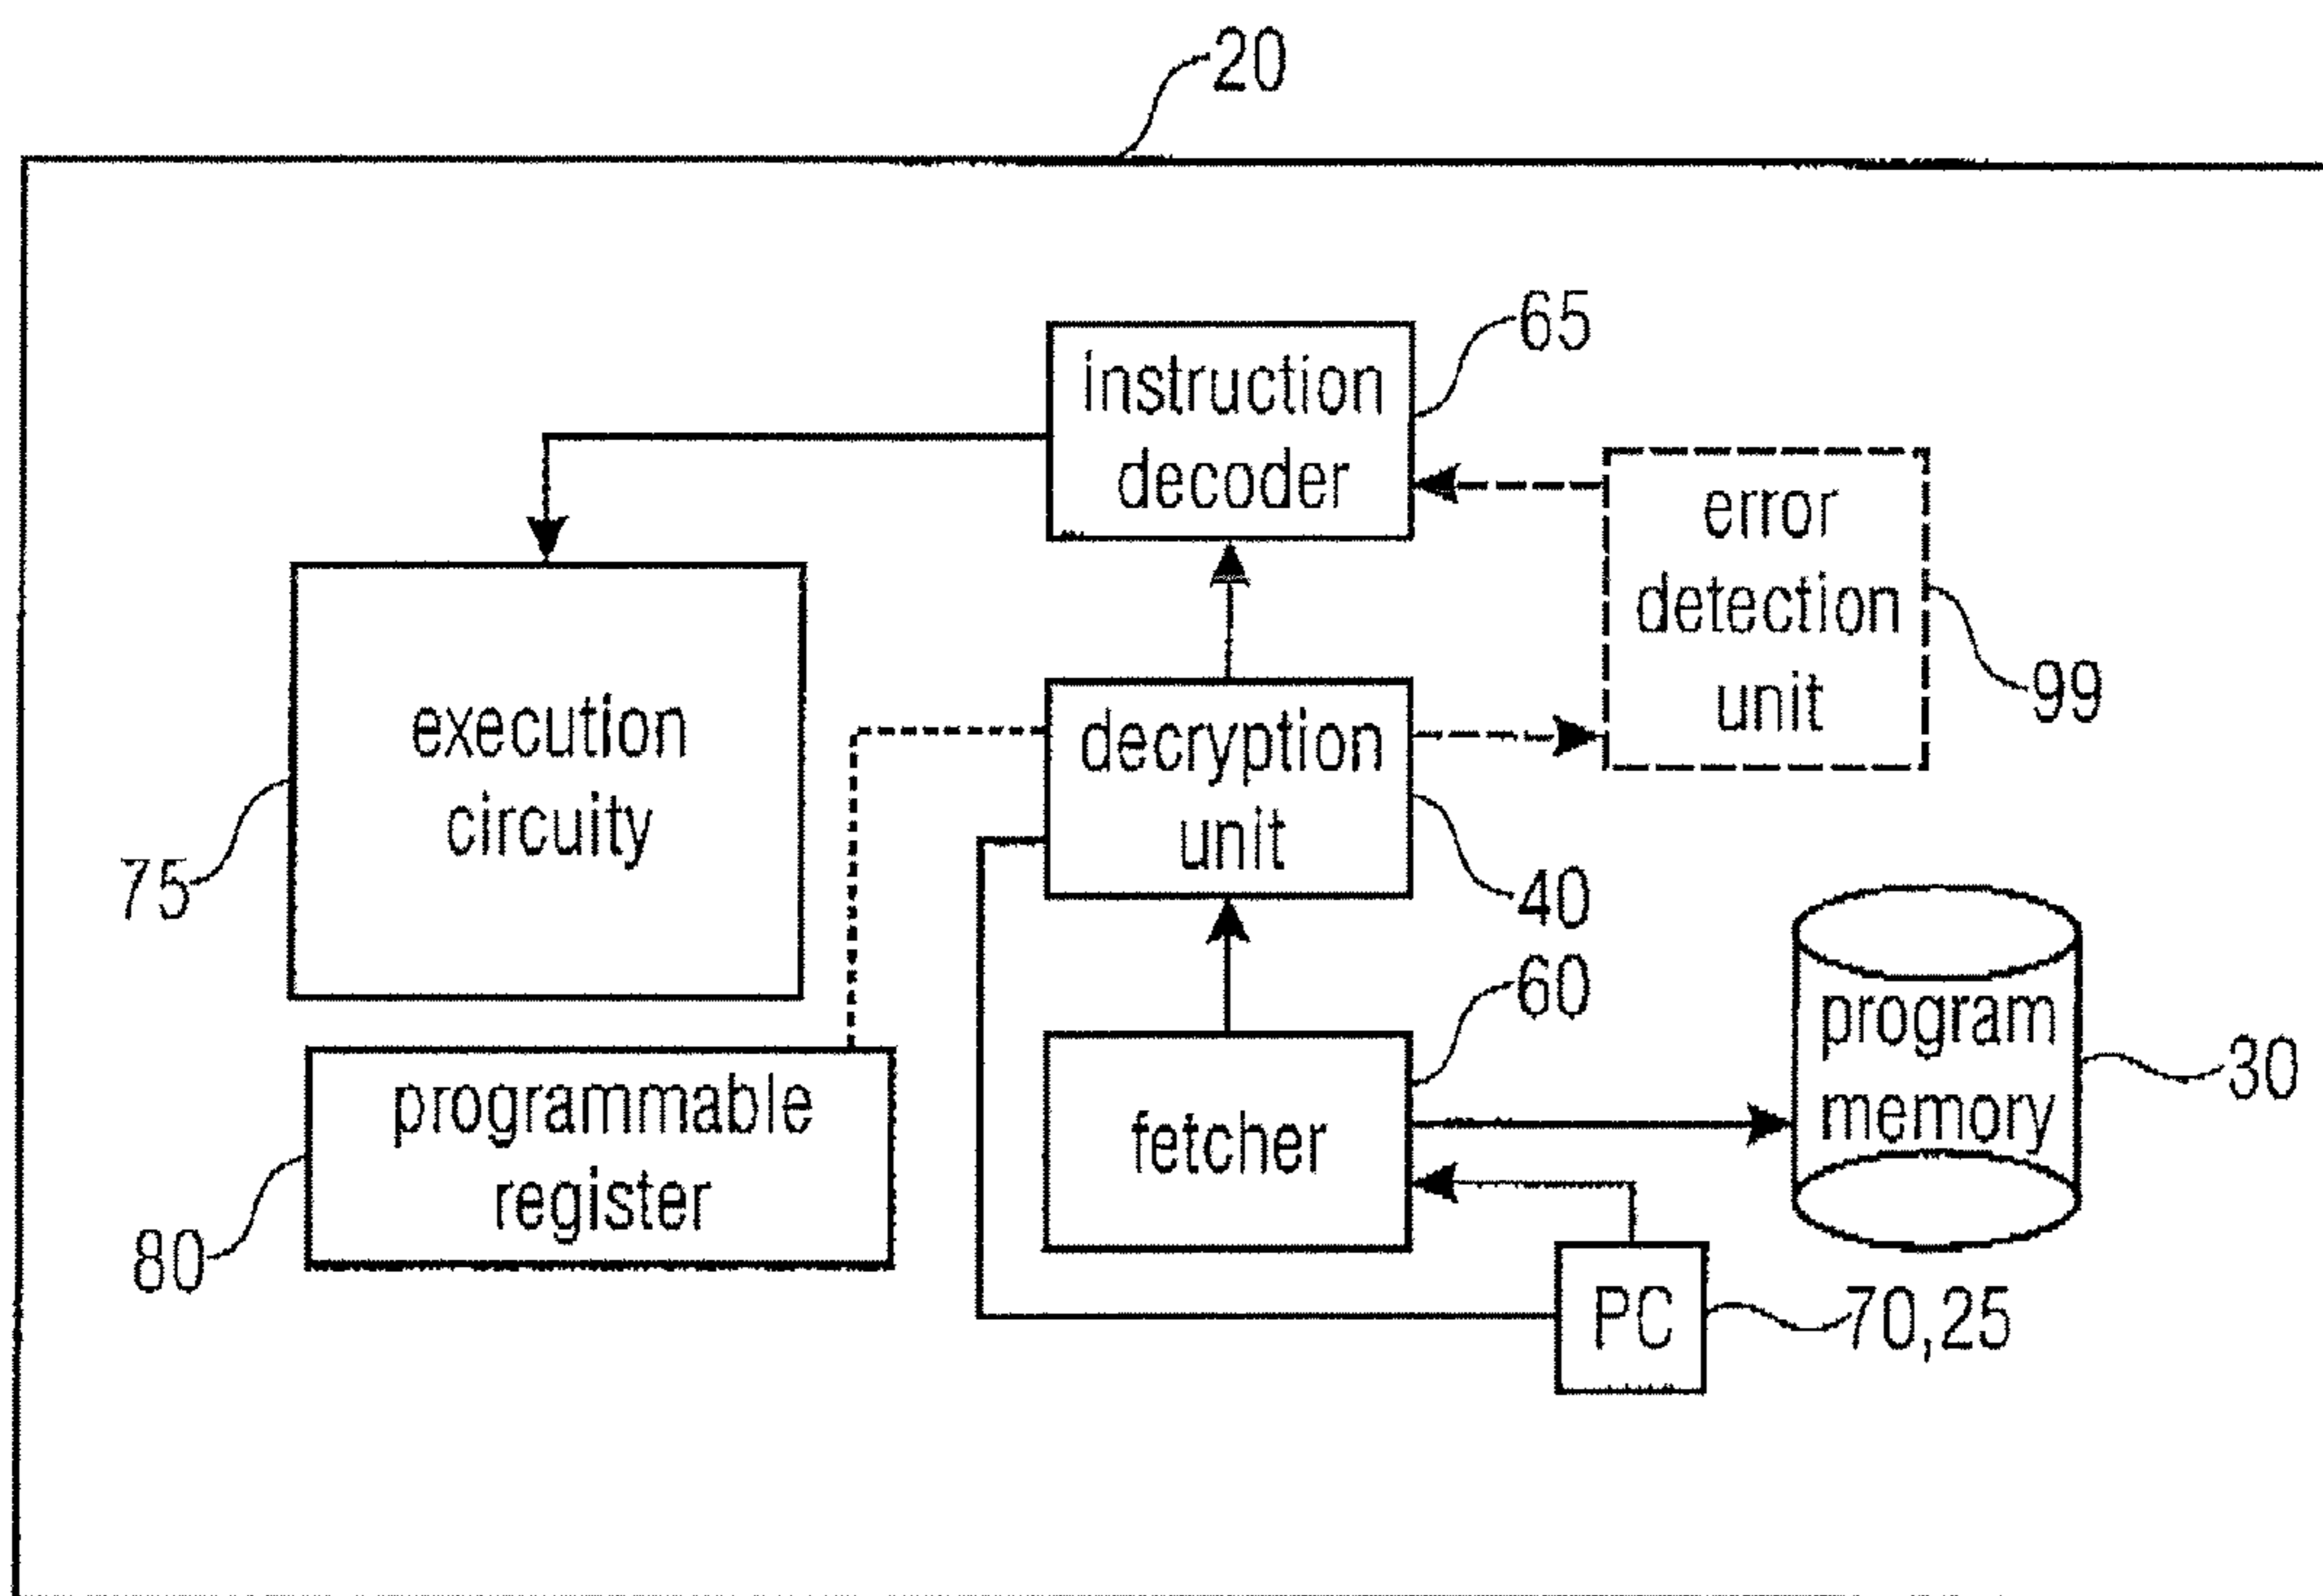 20
instruction
decoder
65
error
detection
unit
99
execution
circuity
75
decryption
unit
40
60
program
memory
30
programmable
register
80
fetcher
PC
70,25